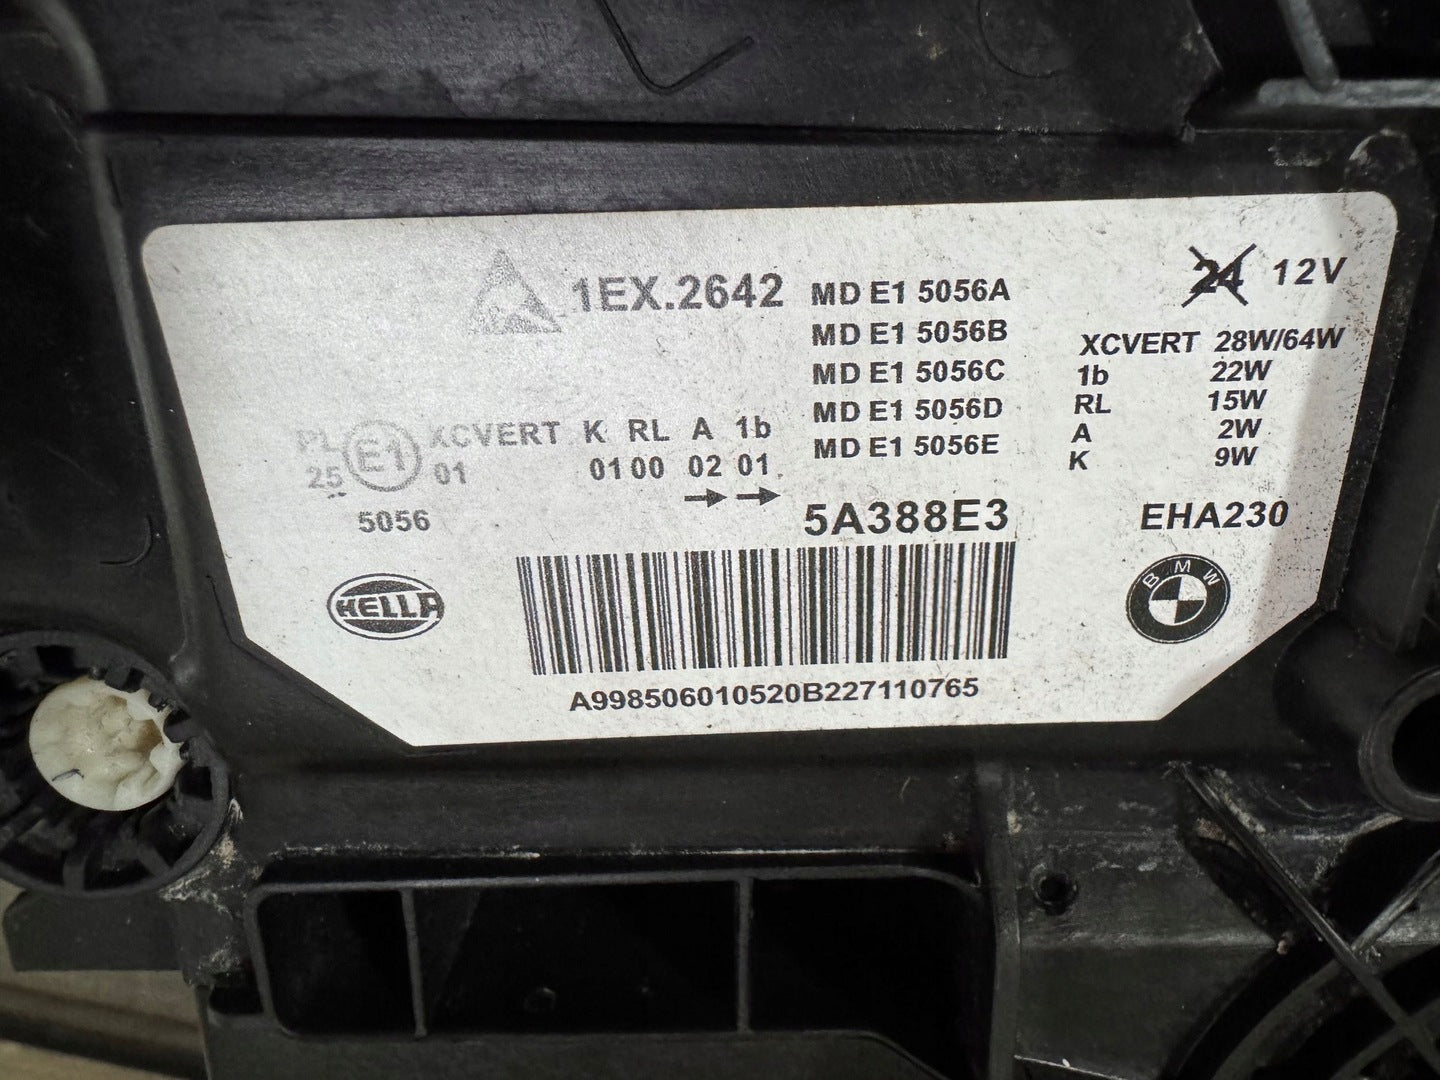 1EX.2642
MD E1 5056A
MD E1 5056B
MD E1 5056C
MD E1 5056D
MD E1 5056E
24 12V
XCVERT 28W/64W
1b 22W
RL 15W
A 2W
K 9W
PL E1 XCVERT K RL A 1b
25 01 01 00 02 01
5056
5A388E3
EHA230
HELLA
BMW
A998506010520B227110765